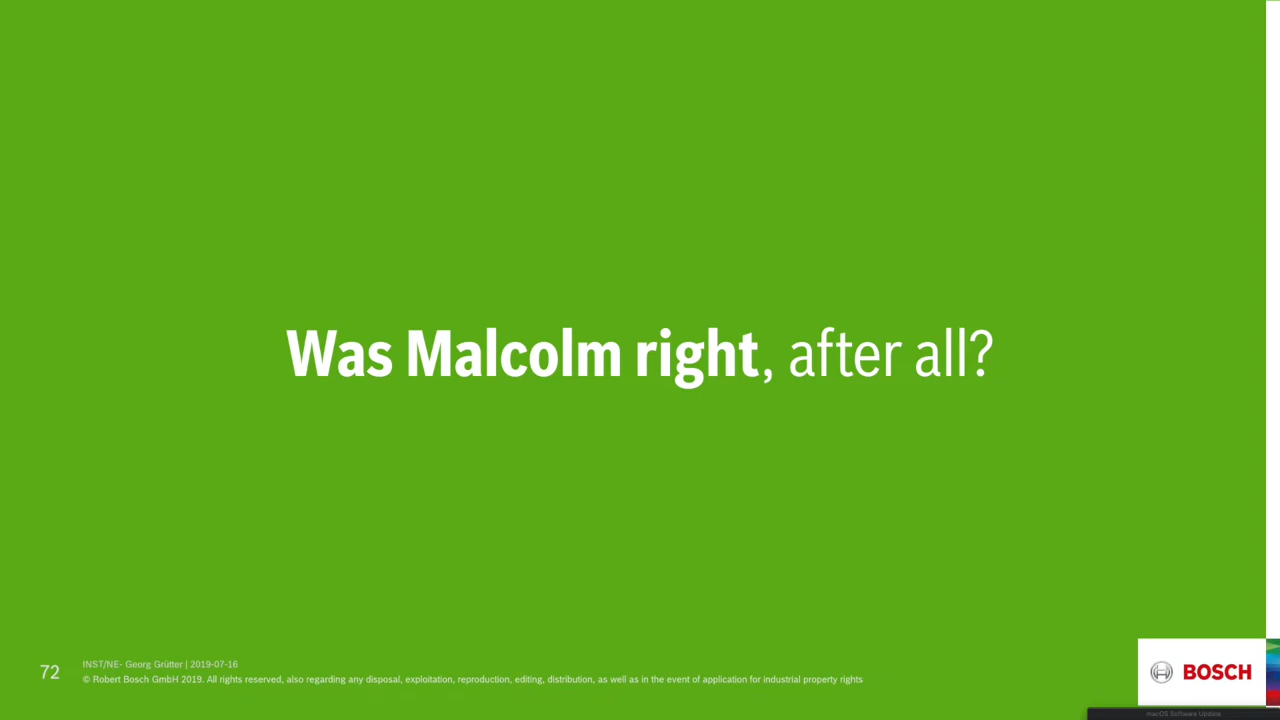 Was Malcolm right, after all?
72
INST/NE- Georg Grütter | 2019-07-16
© Robert Bosch GmbH 2019. All rights reserved, also regarding any disposal, exploitation, reproduction, editing, distribution, as well as in the event of application for industrial property rights
BOSCH
macOS Software Update